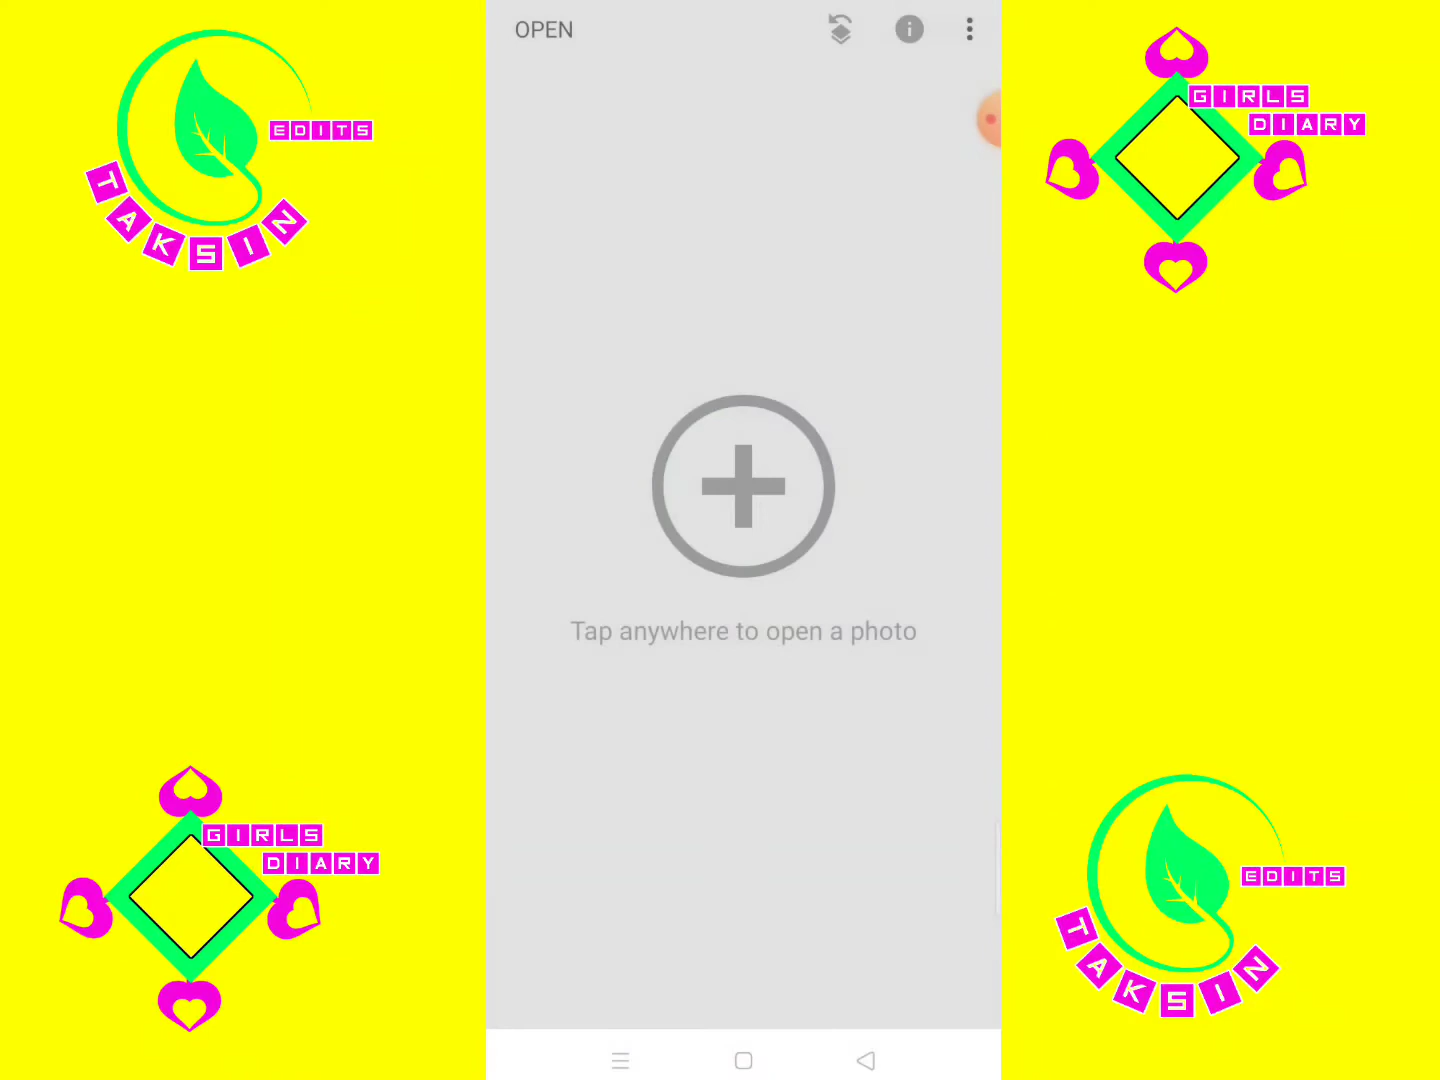 OPEN
EDITS
TAKSIN
GIRLS
DIARY
Tap anywhere to open a photo
GIRLS
DIARY
EDITS
TAKSIN